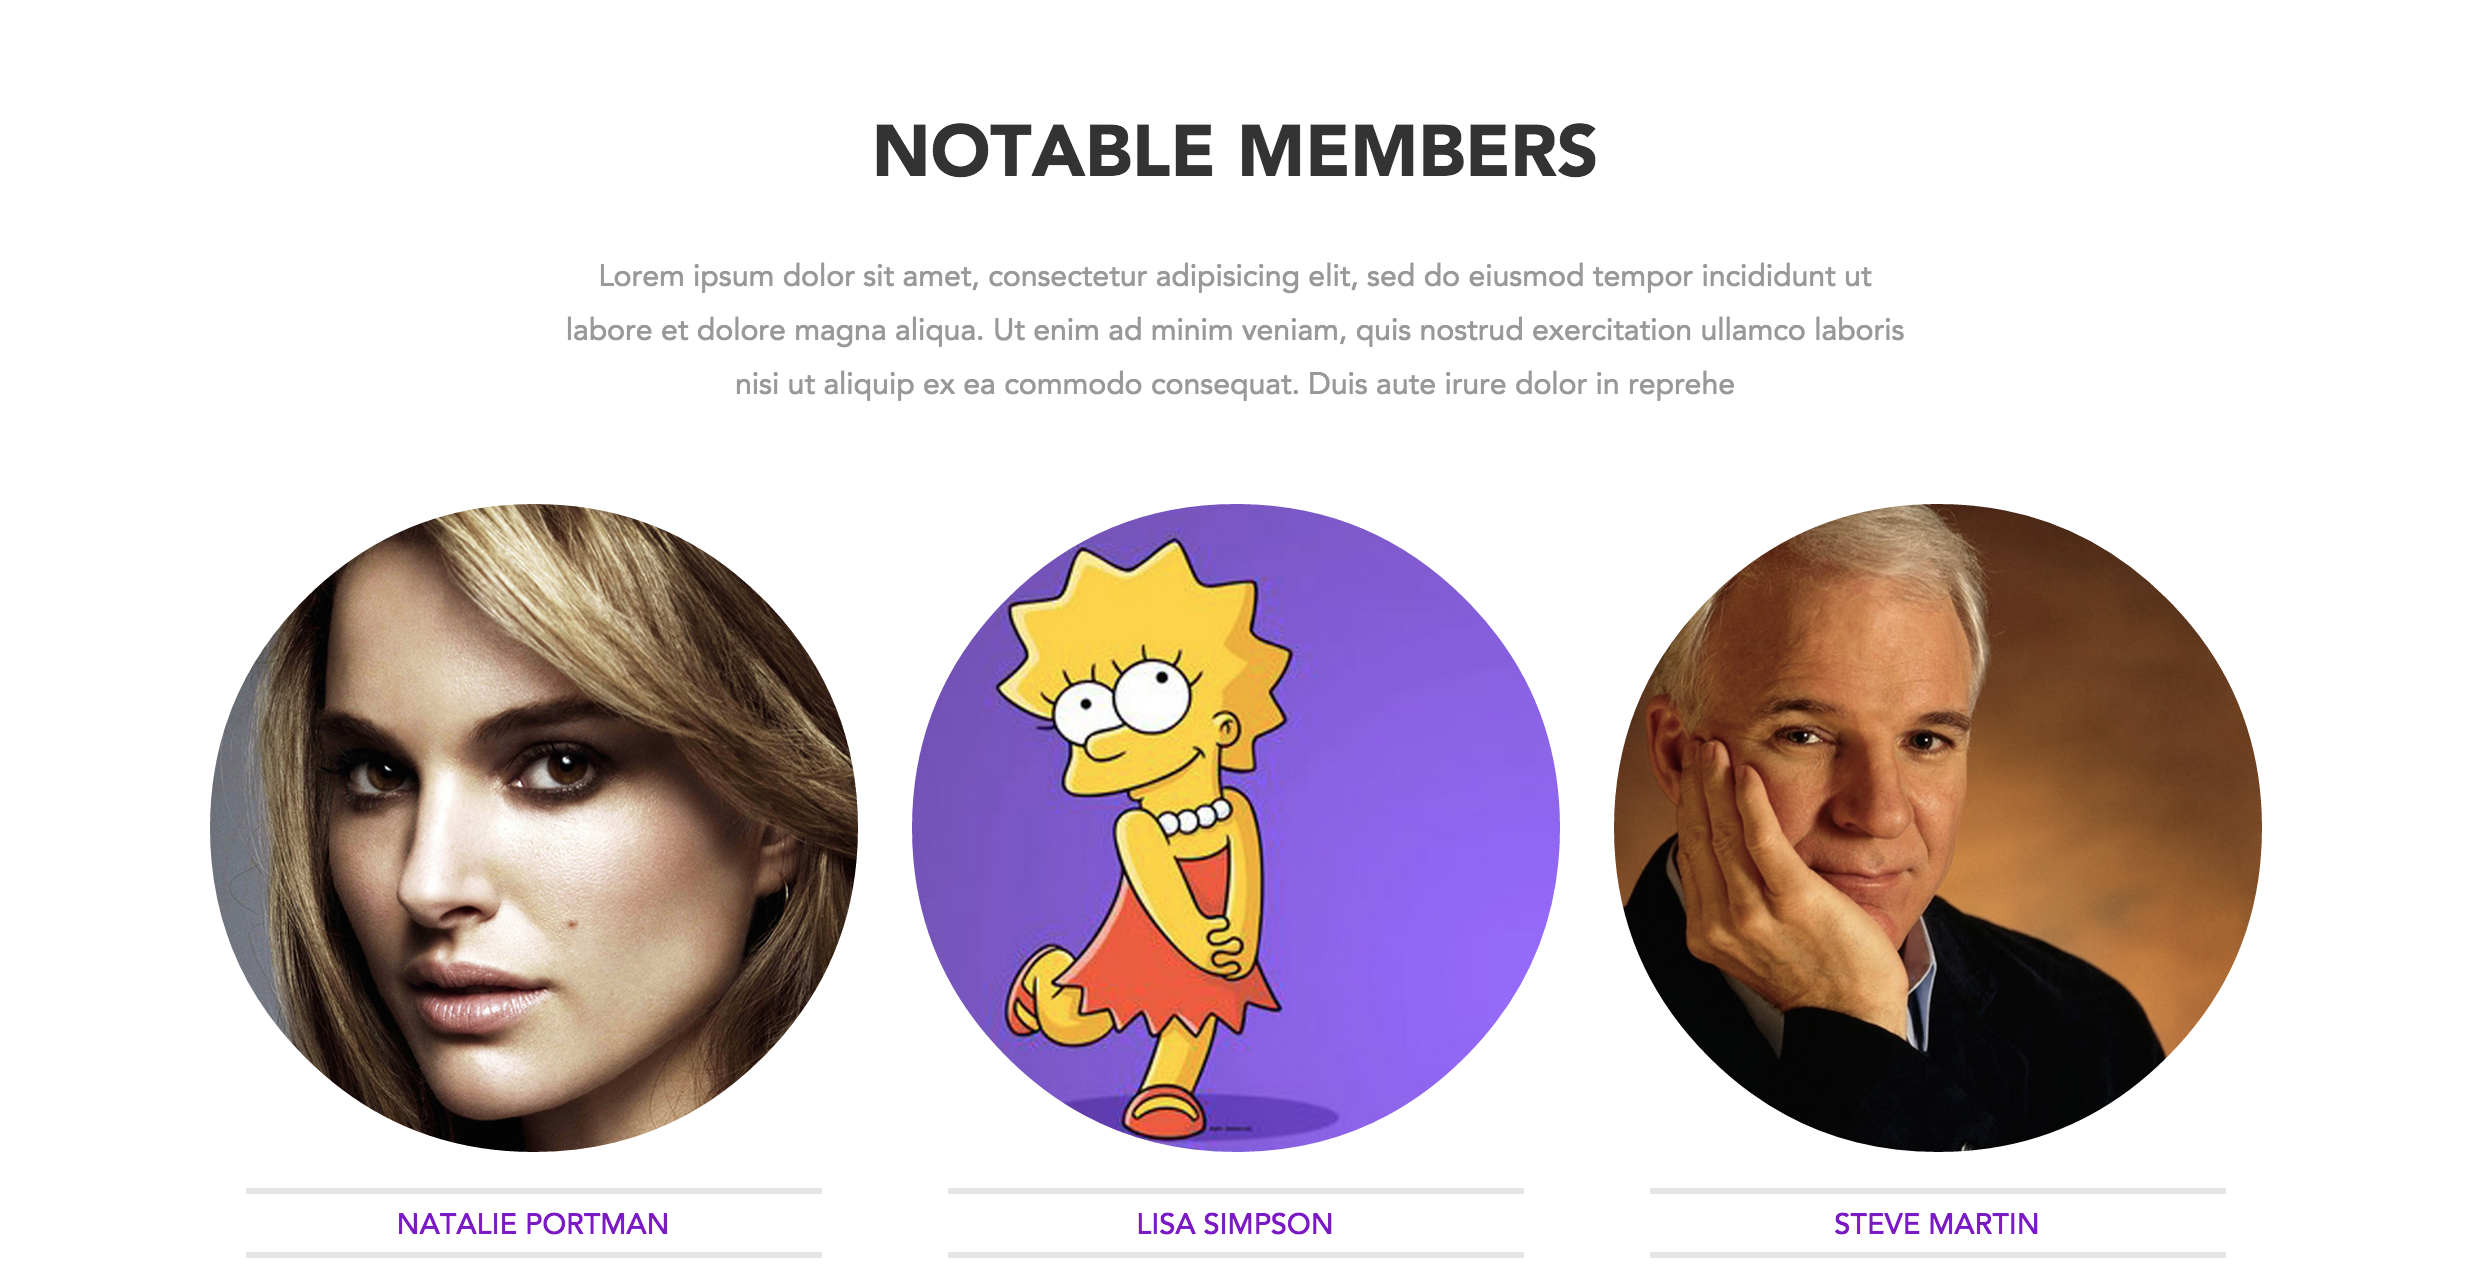 NOTABLE MEMBERS
Lorem ipsum dolor sit amet, consectetur adipisicing elit, sed do eiusmod tempor incididunt ut
labore et dolore magna aliqua. Ut enim ad minim veniam, quis nostrud exercitation ullamco laboris
nisi ut aliquip ex ea commodo consequat. Duis aute irure dolor in reprehe
NATALIE PORTMAN
LISA SIMPSON
STEVE MARTIN